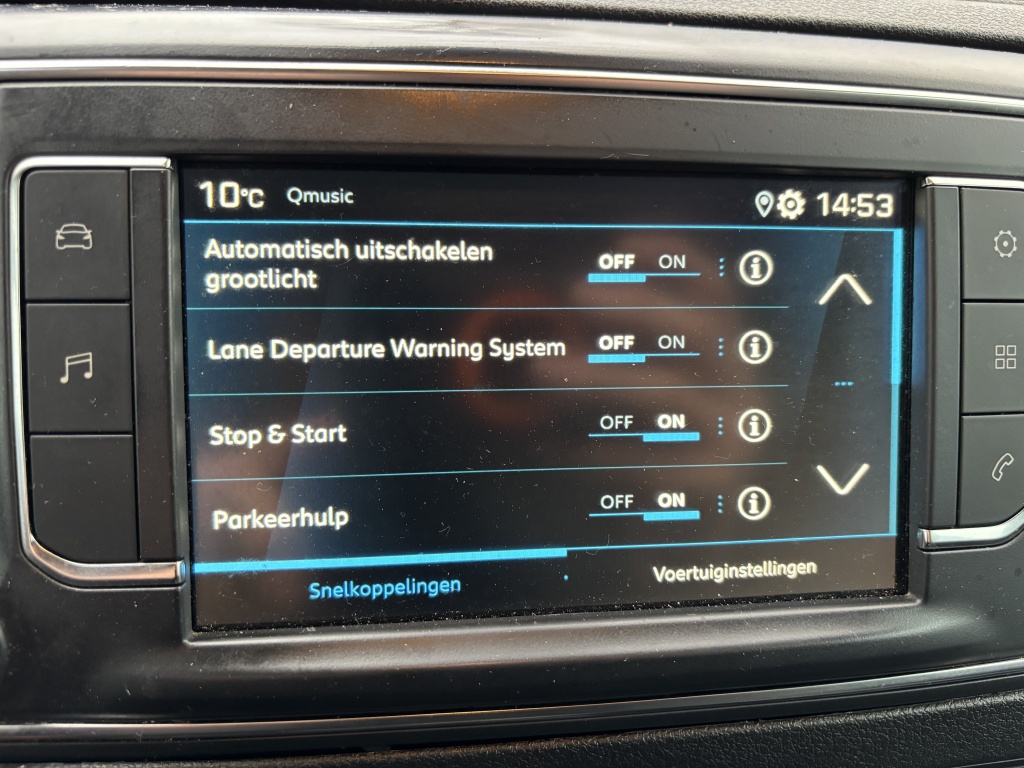 10°C Qmusic 14:53
Automatisch uitschakelen
grootlicht
OFF ON
Lane Departure Warning System OFF ON
Stop & Start OFF ON
Parkeerhulp OFF ON
Snelkoppelingen Voertuiginstellingen